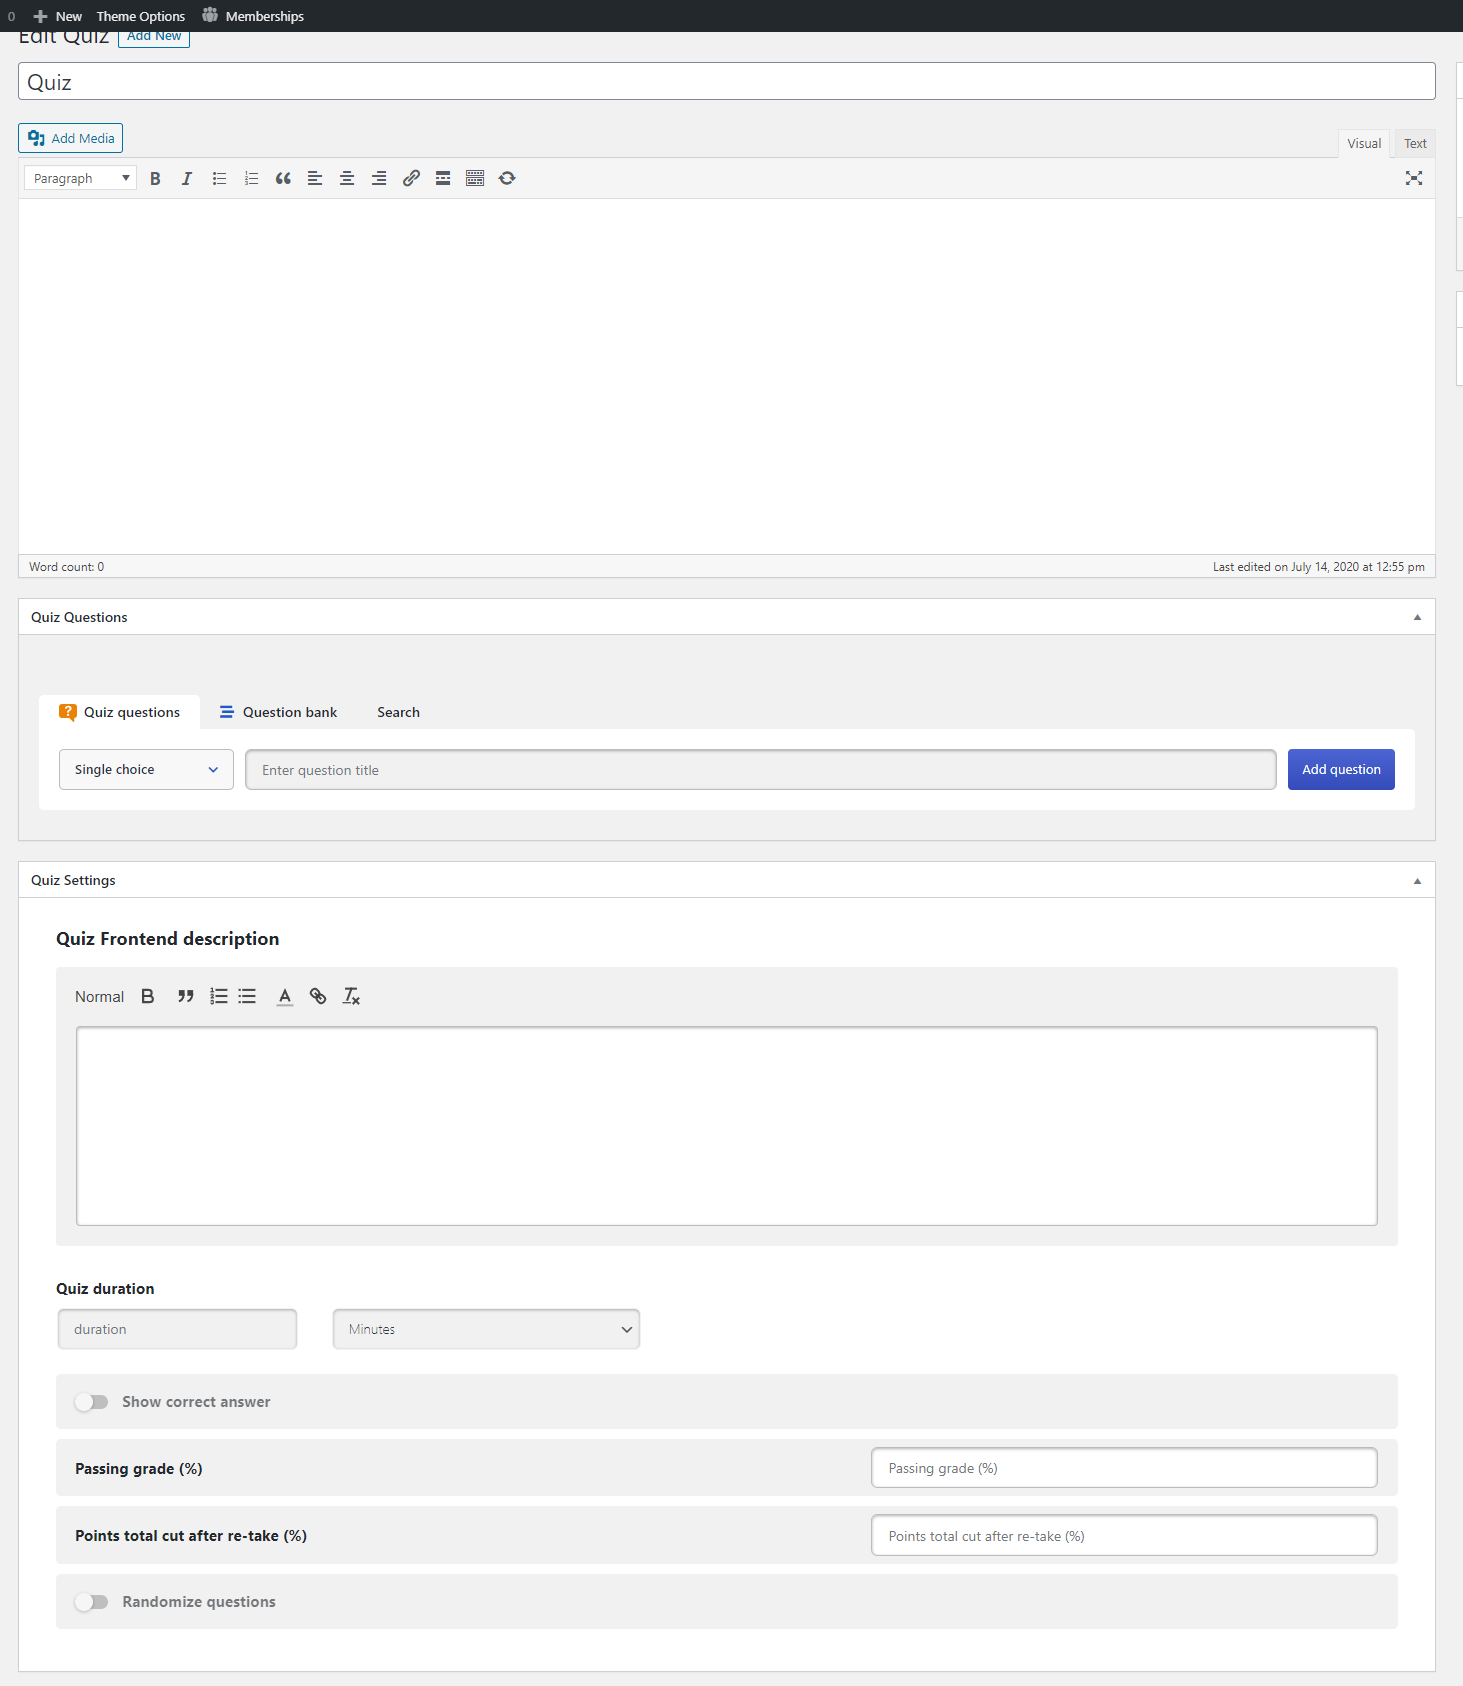 0 New Theme Options Memberships
Edit Quiz Add New
Quiz
Add Media
Visual Text
Paragraph
Word count: 0 Last edited on July 14, 2020 at 12:55 pm
Quiz Questions
Quiz questions Question bank Search
Single choice Enter question title Add question
Quiz Settings
Quiz Frontend description
Normal
Quiz duration
duration Minutes
Show correct answer
Passing grade (%) Passing grade (%)
Points total cut after re-take (%) Points total cut after re-take (%)
Randomize questions